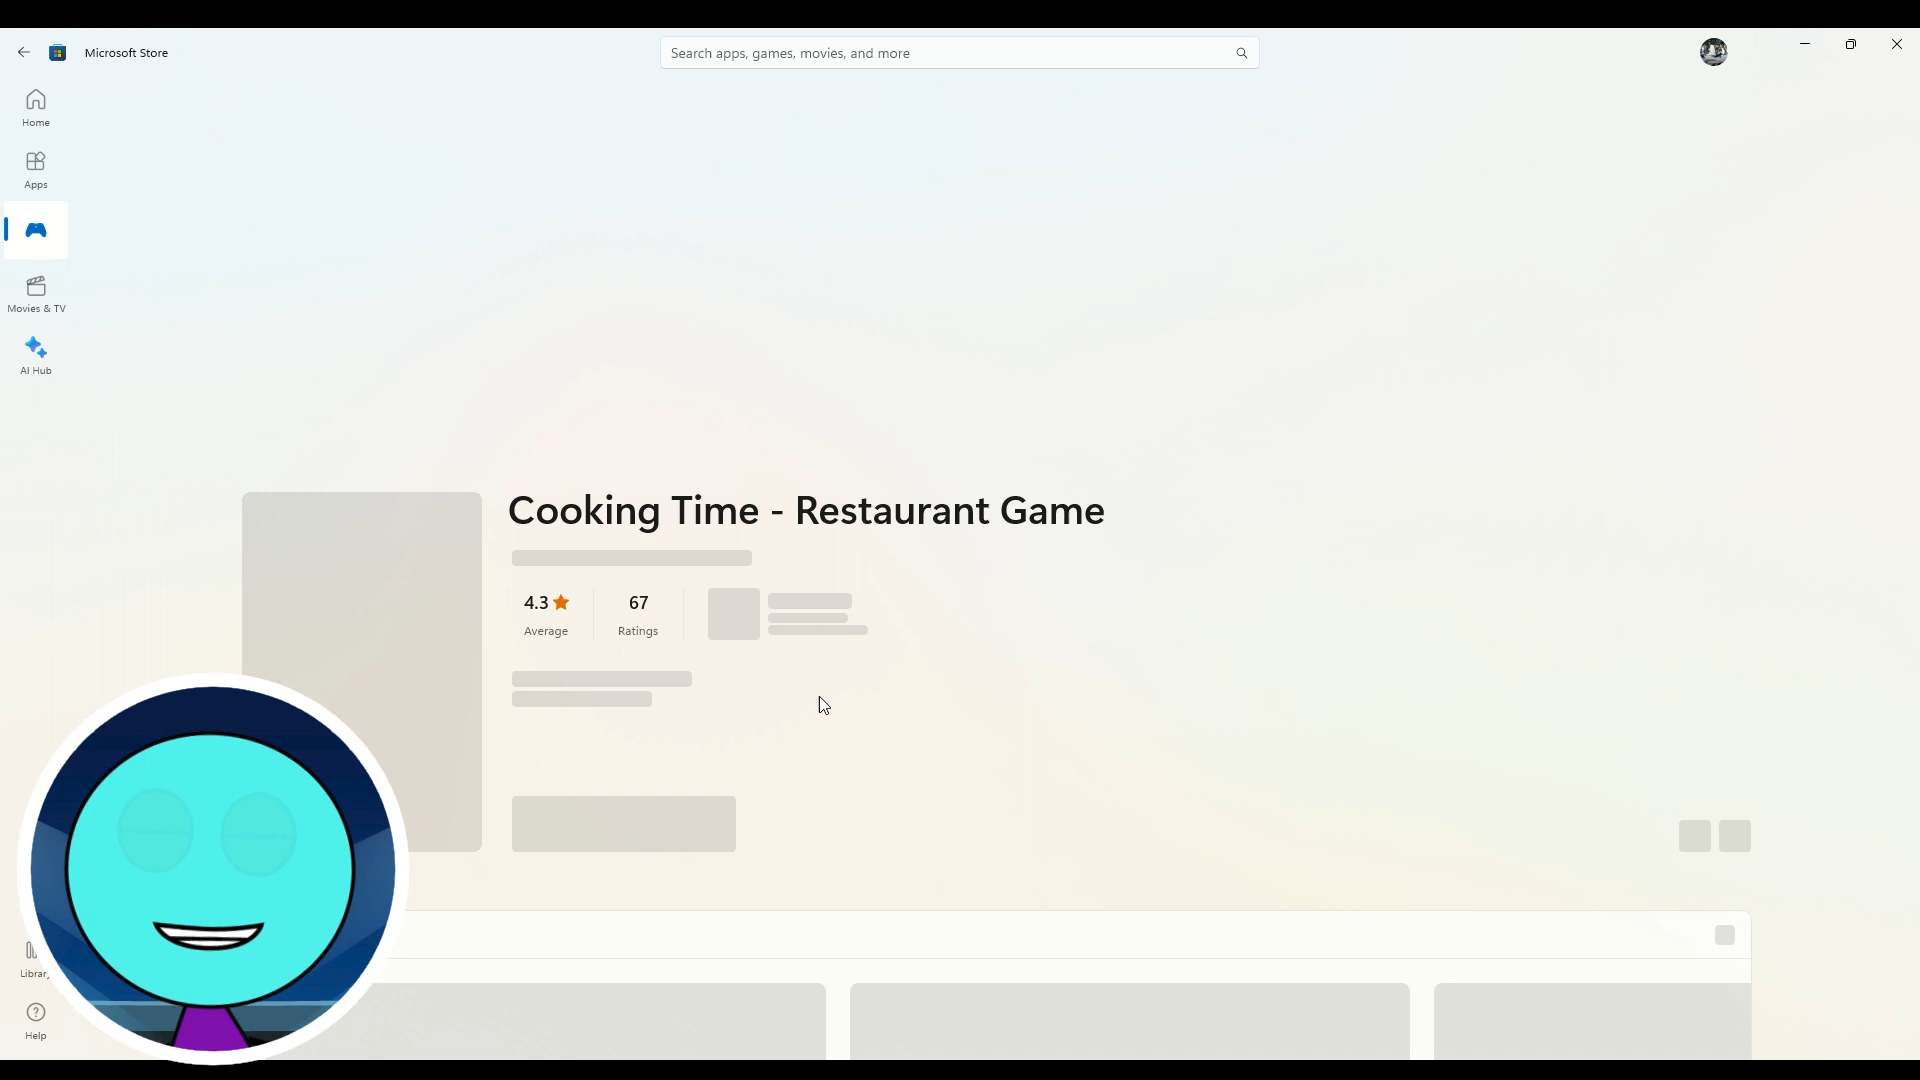 Microsoft Store
Search apps, games, movies, and more
Home
Apps
Movies & TV
AI Hub
Cooking Time - Restaurant Game
4.3
67
Average
Ratings
Library
Help